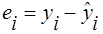 eᵢ = yᵢ − ŷᵢ